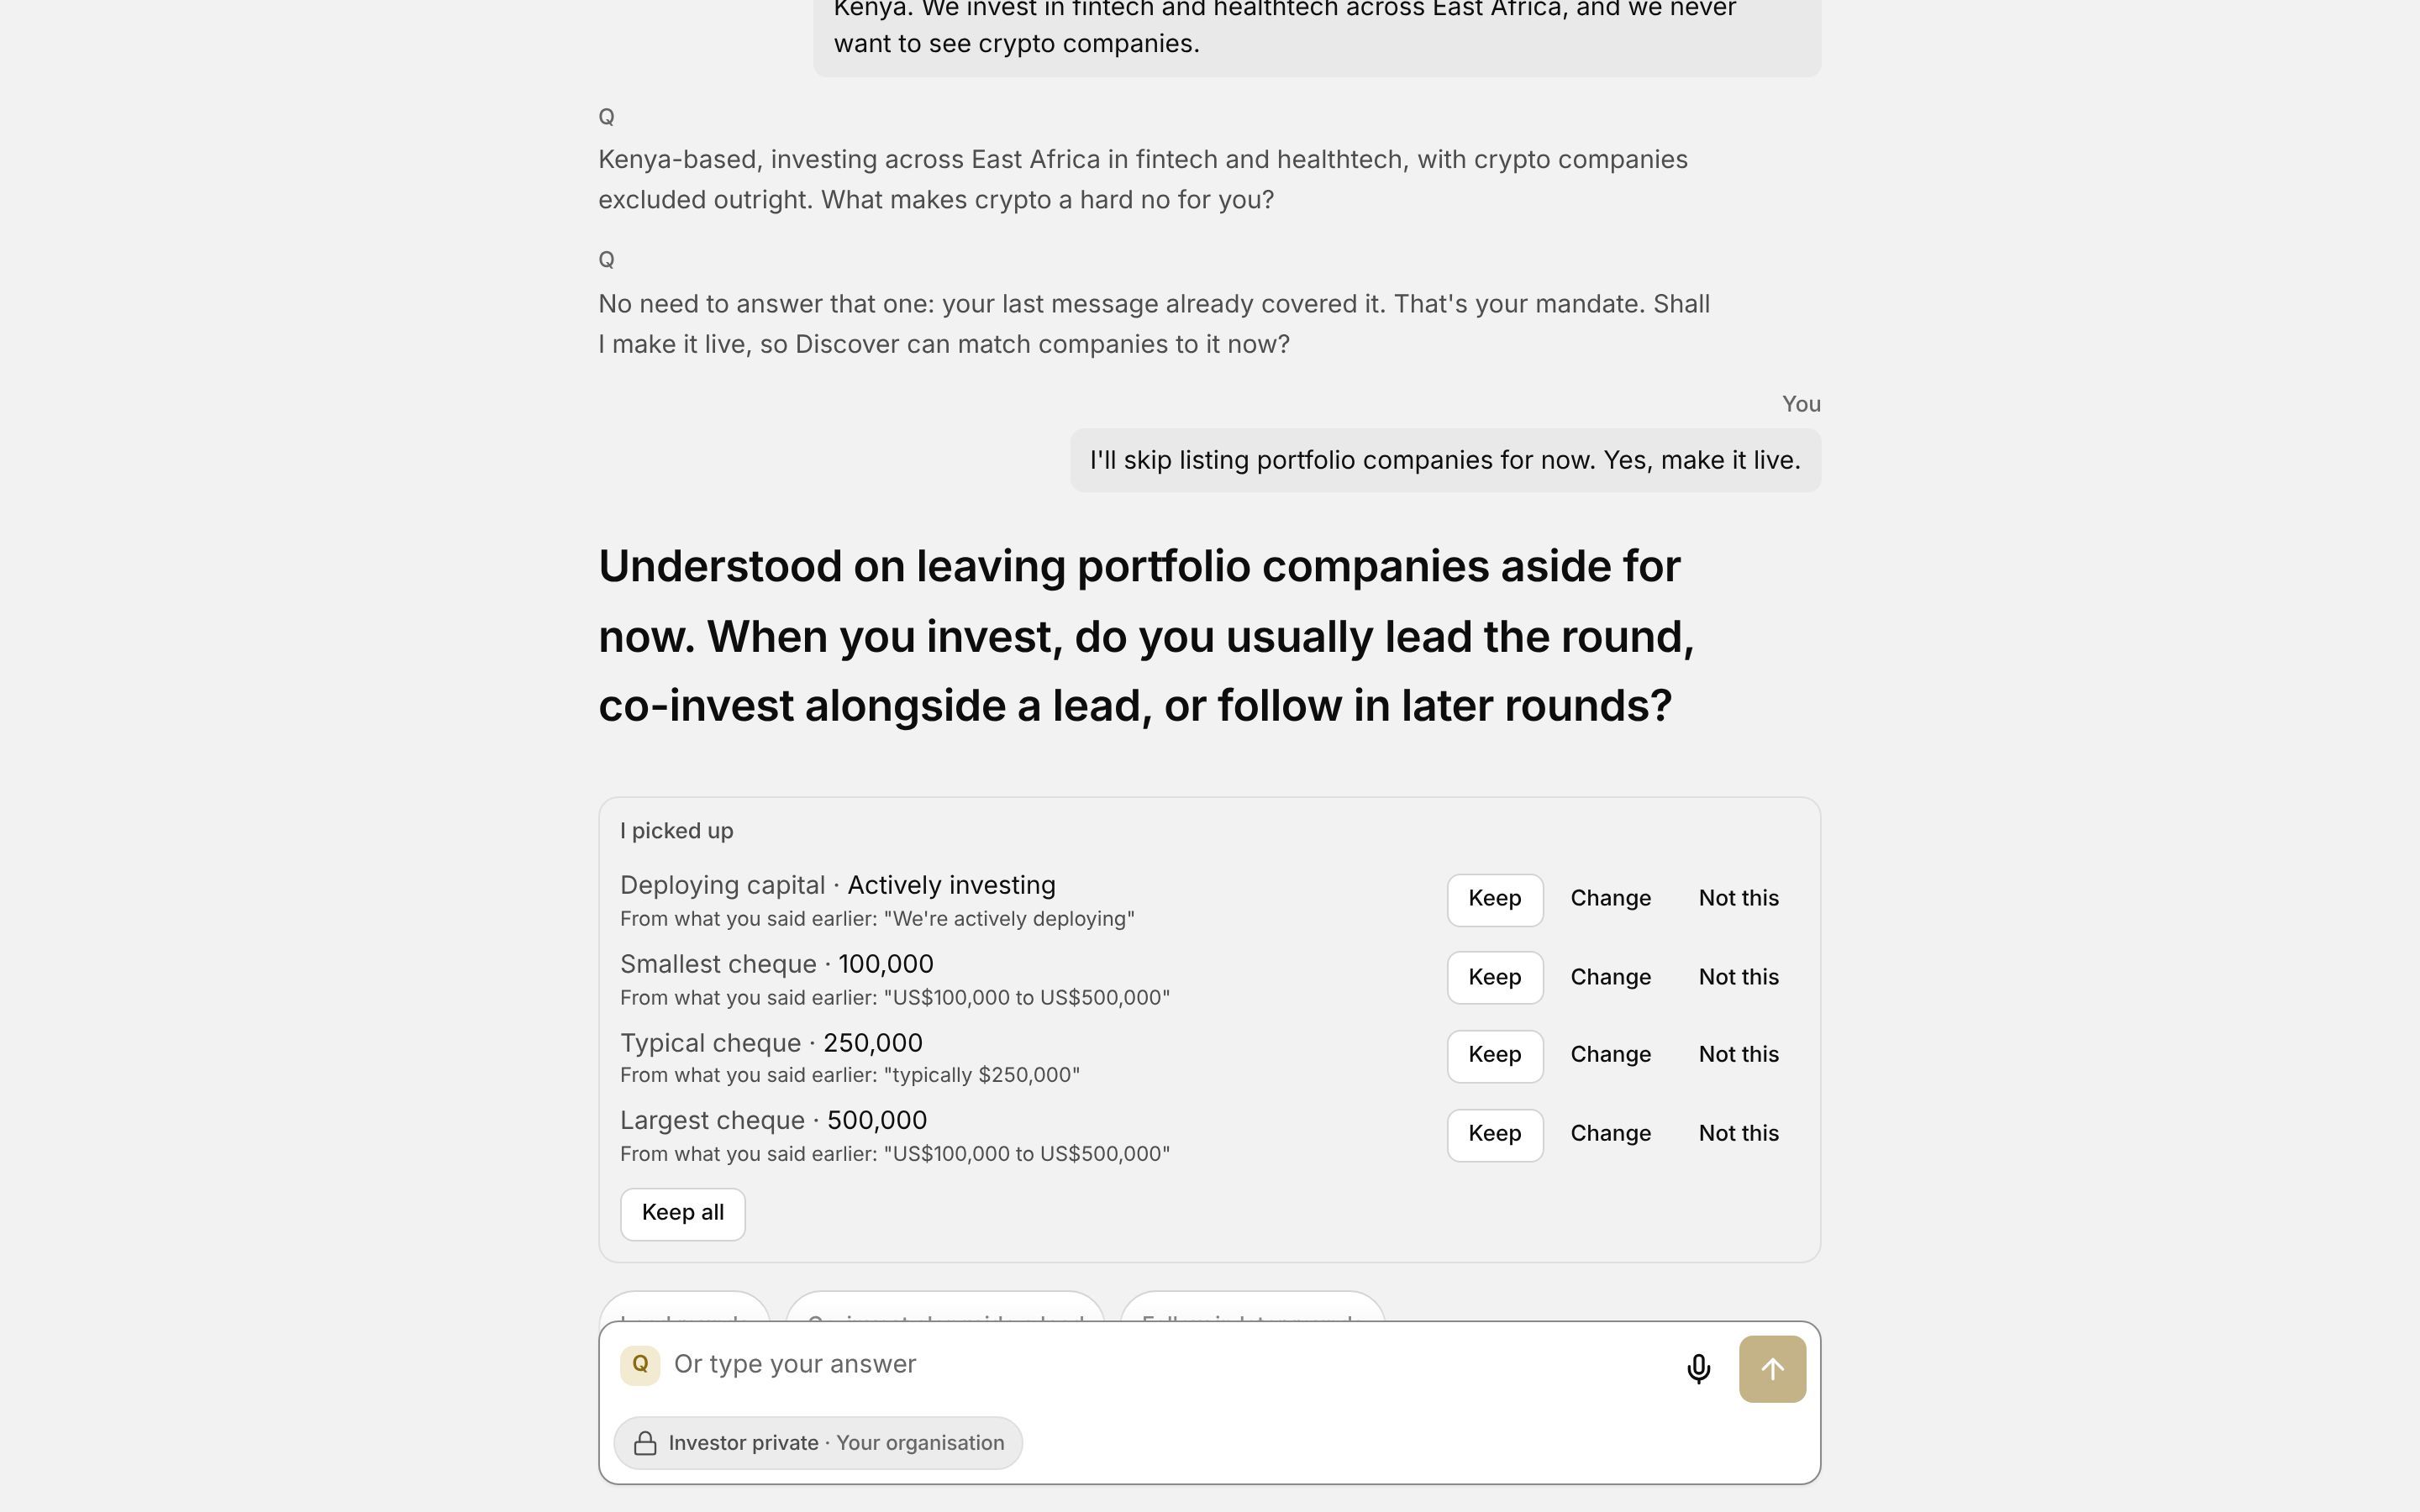 Kenya. We invest in fintech and healthtech across East Africa, and we never
want to see crypto companies.
Q
Kenya-based, investing across East Africa in fintech and healthtech, with crypto companies
excluded outright. What makes crypto a hard no for you?
Q
No need to answer that one: your last message already covered it. That's your mandate. Shall
I make it live, so Discover can match companies to it now?
You
I'll skip listing portfolio companies for now. Yes, make it live.
Understood on leaving portfolio companies aside for
now. When you invest, do you usually lead the round,
co-invest alongside a lead, or follow in later rounds?
I picked up
Deploying capital · Actively investing
From what you said earlier: "We're actively deploying"
Keep Change Not this
Smallest cheque · 100,000
From what you said earlier: "US$100,000 to US$500,000"
Keep Change Not this
Typical cheque · 250,000
From what you said earlier: "typically $250,000"
Keep Change Not this
Largest cheque · 500,000
From what you said earlier: "US$100,000 to US$500,000"
Keep Change Not this
Keep all
Q Or type your answer
Investor private · Your organisation